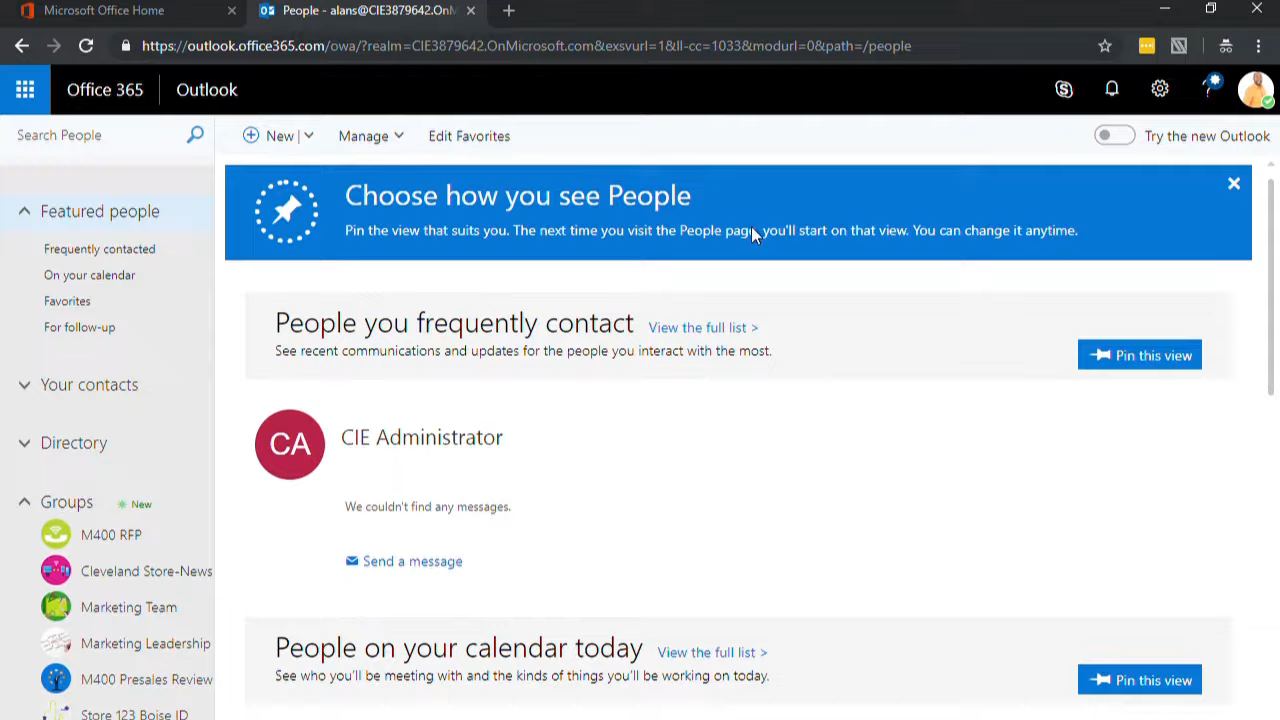 Microsoft Office Home
People - alans@CIE3879642.OnM
https://outlook.office365.com/owa/?realm=CIE3879642.OnMicrosoft.com&exsvurl=1&ll-cc=1033&modurl=0&path=/people
Office 365
Outlook
Search People
New
Manage
Edit Favorites
Try the new Outlook
Featured people
Frequently contacted
On your calendar
Favorites
For follow-up
Your contacts
Directory
Groups
New
M400 RFP
Cleveland Store-News
Marketing Team
Marketing Leadership
M400 Presales Review
Store 123 Boise ID
Choose how you see People
Pin the view that suits you. The next time you visit the People page, you'll start on that view. You can change it anytime.
People you frequently contact View the full list >
See recent communications and updates for the people you interact with the most.
Pin this view
CA
CIE Administrator
We couldn't find any messages.
Send a message
People on your calendar today View the full list >
See who you'll be meeting with and the kinds of things you'll be working on today.
Pin this view